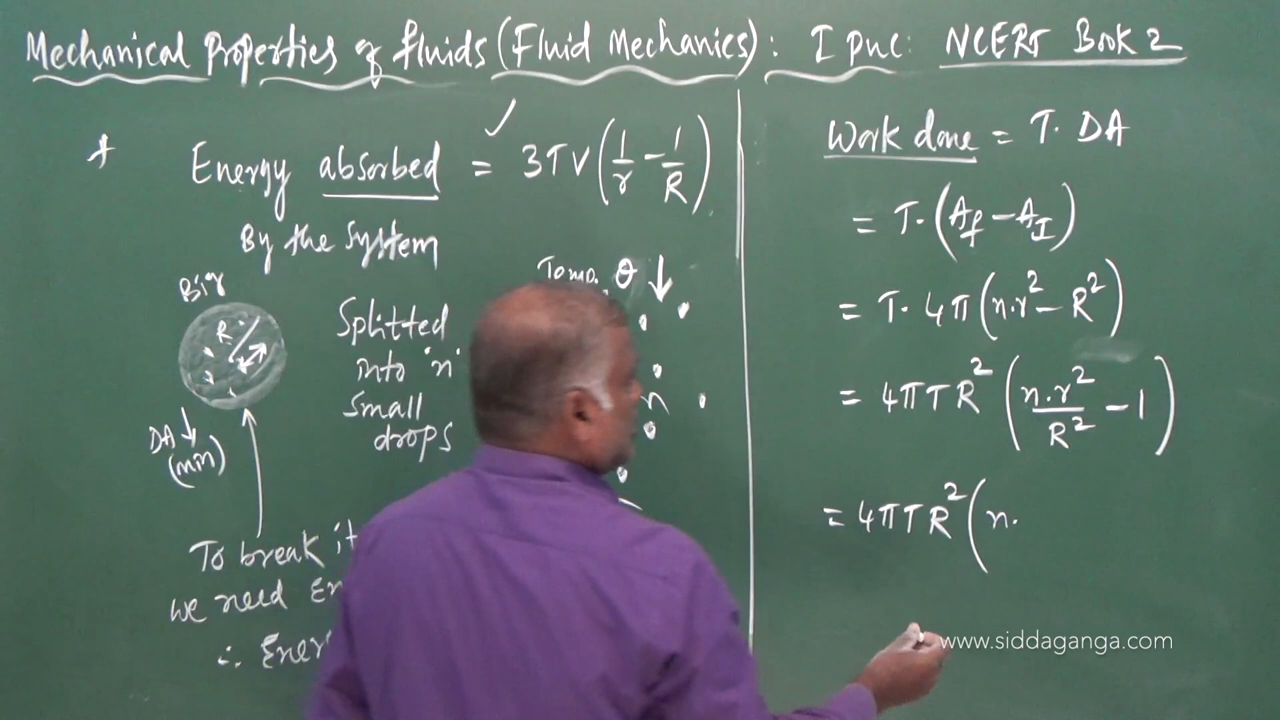 Mechanical Properties of fluids (Fluid Mechanics): I PUC: NCERT Book 2
* Energy absorbed = 3TV(1/r - 1/R)
By the System
Big
R
DA↓
(min)
To break it
we need
∴
Splitted
into 'n'
Small
drops
Temp. θ ↓
n
Work done = T. DA
= T. (Af - AI)
= T. 4π(n.r² - R²)
= 4πTR² (n.r²/R² - 1)
= 4πTR² (n.
www.siddaganga.com